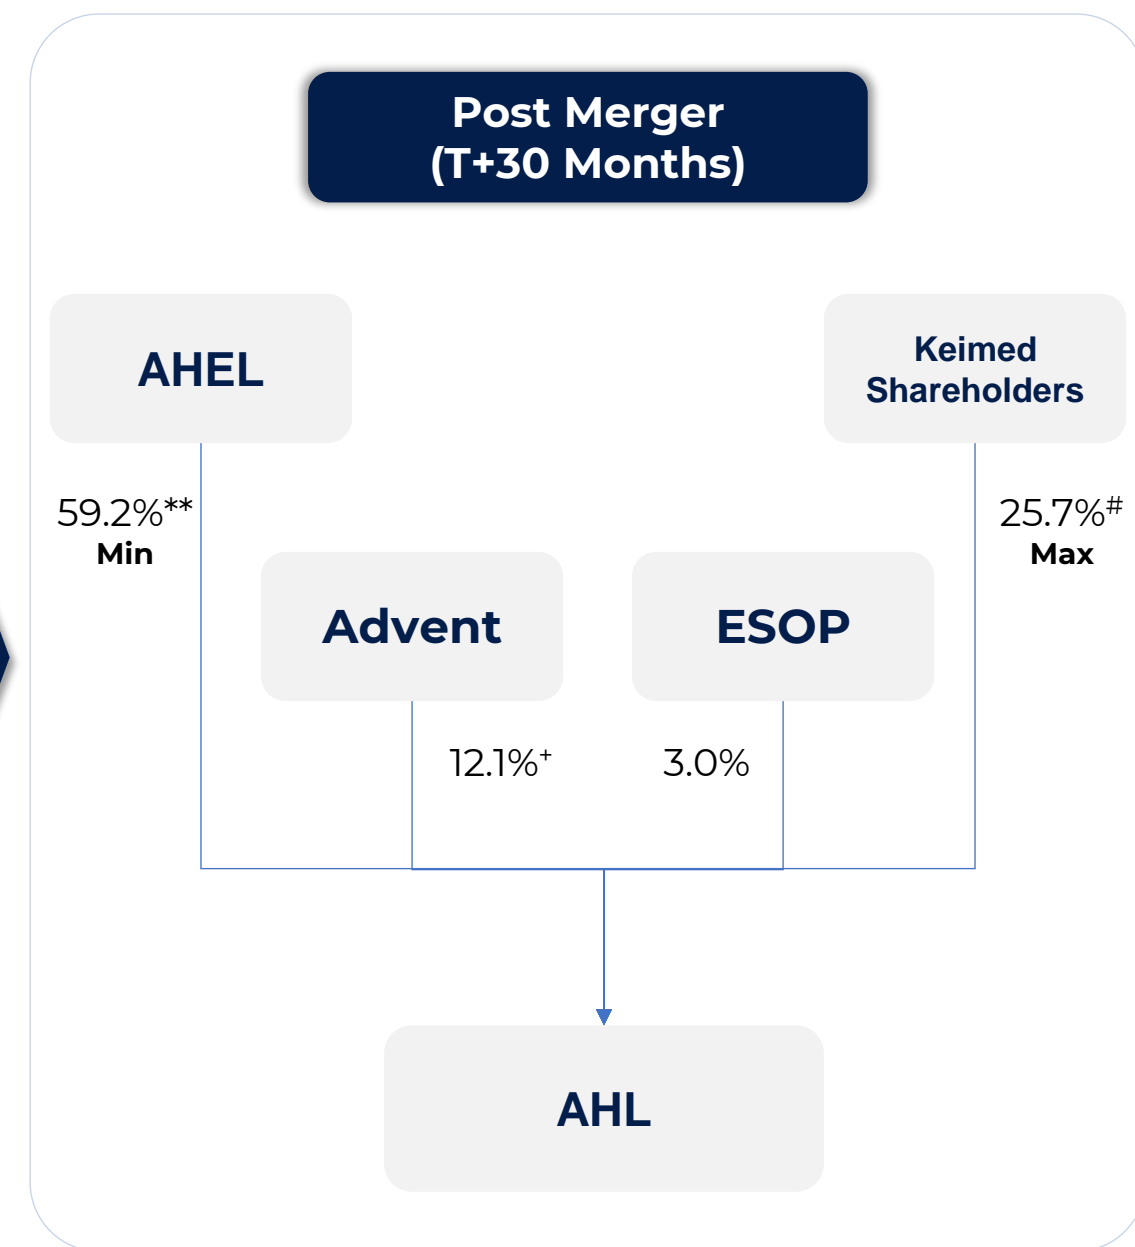 Post Merger
(T+30 Months)
AHEL
Keimed
Shareholders
59.2%**
Min
25.7%#
Max
Advent
ESOP
12.1%+
3.0%
AHL